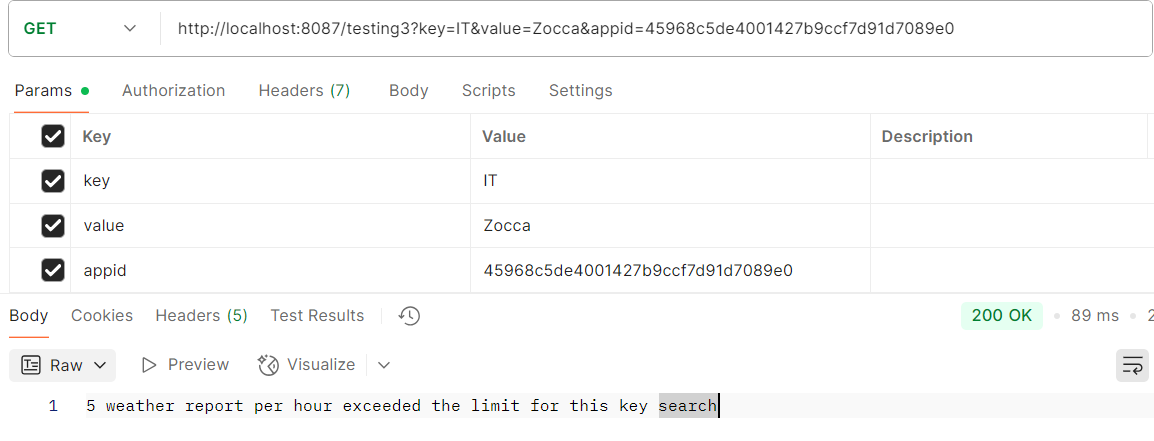 GET http://localhost:8087/testing3?key=IT&value=Zocca&appid=45968c5de4001427b9ccf7d91d7089e0
Params Authorization Headers (7) Body Scripts Settings
Key Value Description
key IT
value Zocca
appid 45968c5de4001427b9ccf7d91d7089e0
Body Cookies Headers (5) Test Results 200 OK 89 ms 2
Raw Preview Visualize
1 5 weather report per hour exceeded the limit for this key search